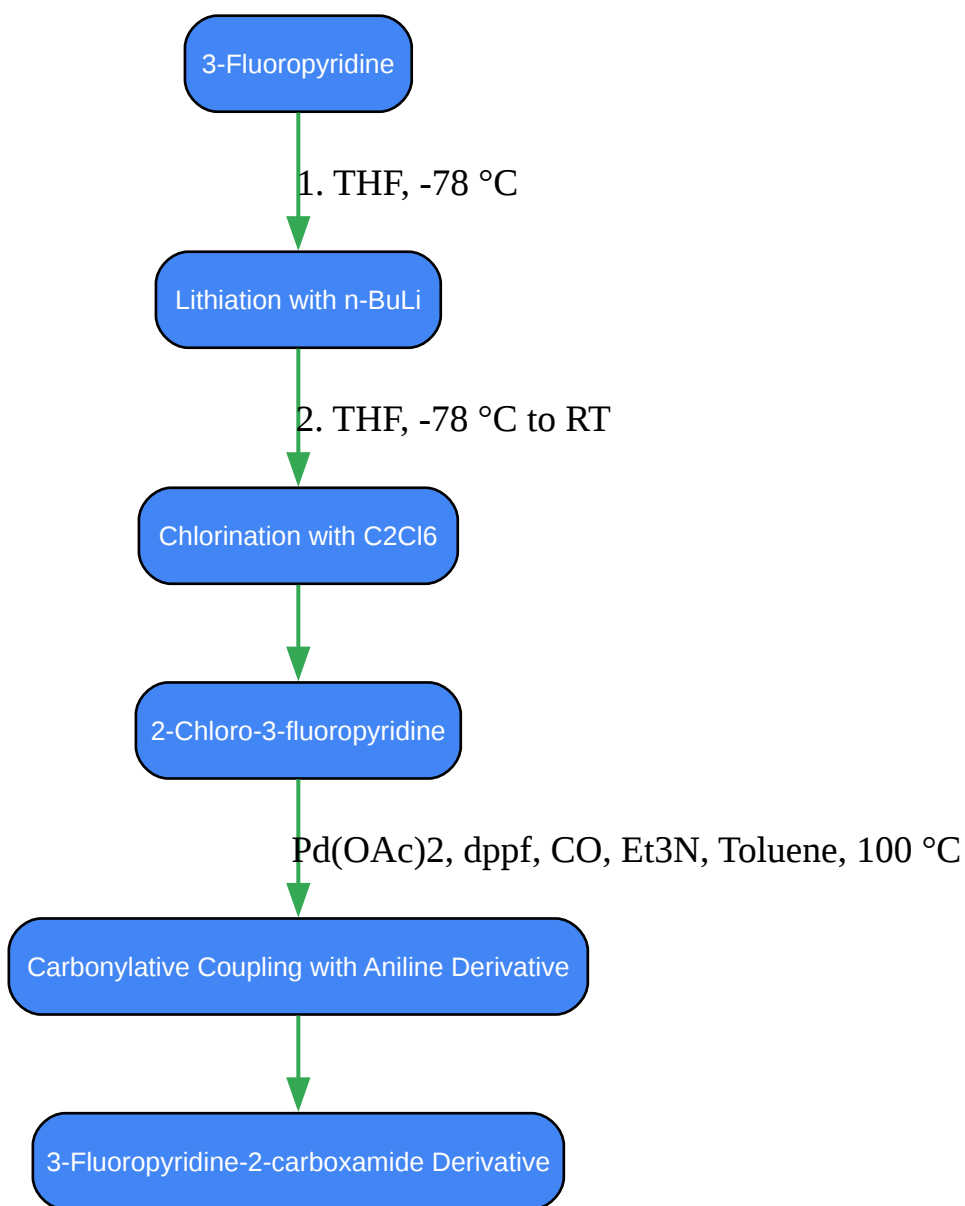 3-Fluoropyridine
1. THF, -78 °C
Lithiation with n-BuLi
2. THF, -78 °C to RT
Chlorination with C2Cl6
2-Chloro-3-fluoropyridine
Pd(OAc)2, dppf, CO, Et3N, Toluene, 100 °C
Carbonylative Coupling with Aniline Derivative
3-Fluoropyridine-2-carboxamide Derivative